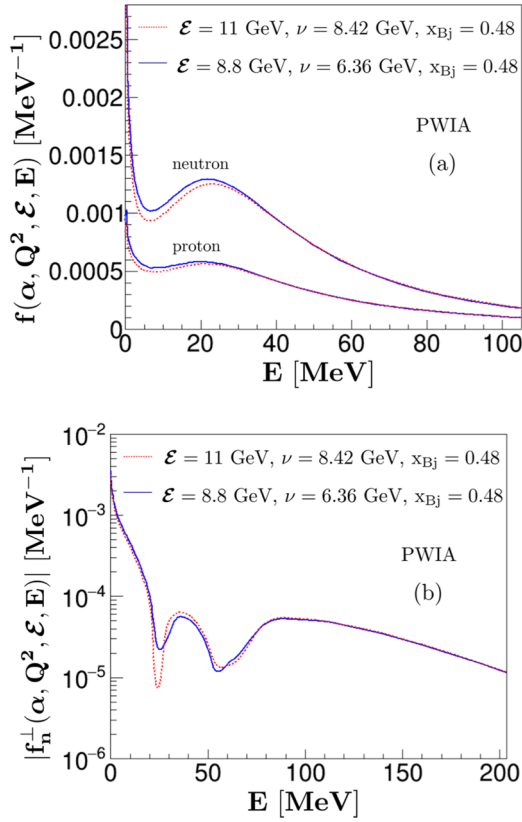 𝓔 = 11 GeV, ν = 8.42 GeV, x_Bj = 0.48
𝓔 = 8.8 GeV, ν = 6.36 GeV, x_Bj = 0.48
PWIA
(a)
neutron
proton
f(α, Q², 𝓔, E) [MeV⁻¹]
0.0025
0.002
0.0015
0.001
0.0005
0
0 20 40 60 80 100
E [MeV]
𝓔 = 11 GeV, ν = 8.42 GeV, x_Bj = 0.48
𝓔 = 8.8 GeV, ν = 6.36 GeV, x_Bj = 0.48
PWIA
(b)
|f_n^⊥(α, Q², 𝓔, E)| [MeV⁻¹]
10⁻²
10⁻³
10⁻⁴
10⁻⁵
10⁻⁶
0 50 100 150 200
E [MeV]